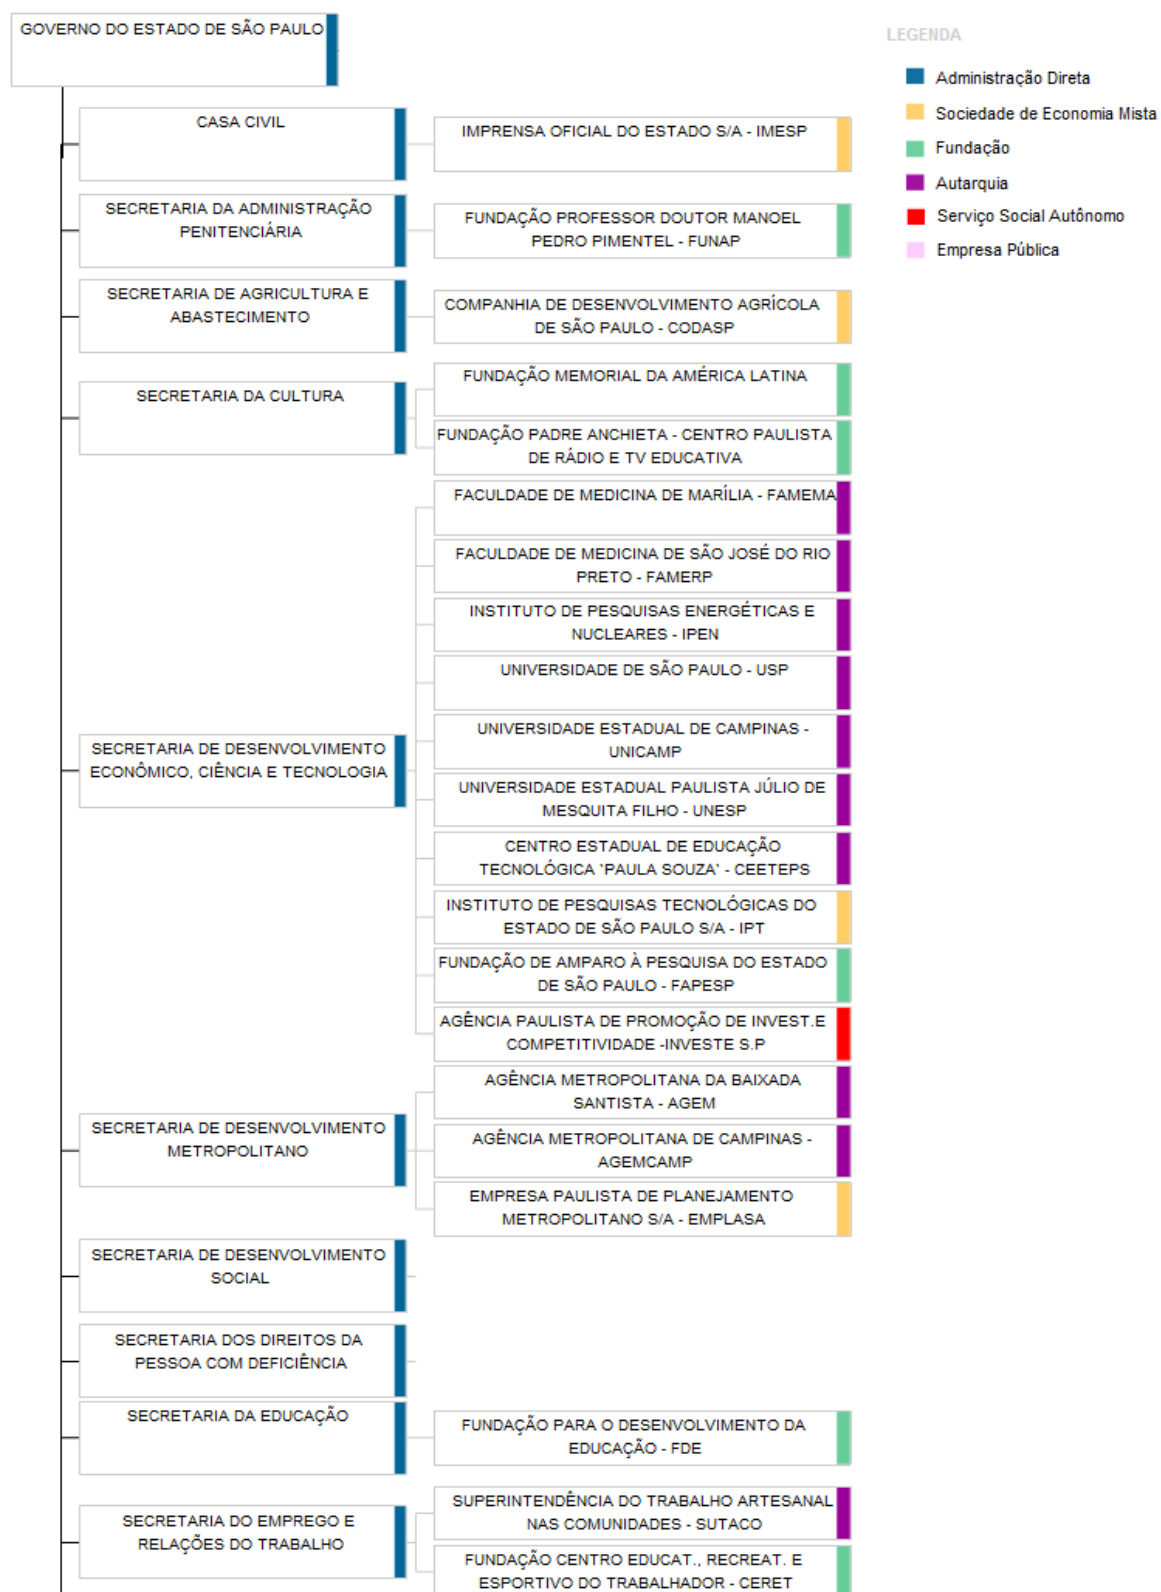 GOVERNO DO ESTADO DE SÃO PAULO
LEGENDA
Administração Direta
Sociedade de Economia Mista
Fundação
Autarquia
Serviço Social Autônomo
Empresa Pública
CASA CIVIL
IMPRENSA OFICIAL DO ESTADO S/A - IMESP
SECRETARIA DA ADMINISTRAÇÃO
PENITENCIÁRIA
FUNDAÇÃO PROFESSOR DOUTOR MANOEL
PEDRO PIMENTEL - FUNAP
SECRETARIA DE AGRICULTURA E
ABASTECIMENTO
COMPANHIA DE DESENVOLVIMENTO AGRÍCOLA
DE SÃO PAULO - CODASP
SECRETARIA DA CULTURA
FUNDAÇÃO MEMORIAL DA AMÉRICA LATINA
FUNDAÇÃO PADRE ANCHIETA - CENTRO PAULISTA
DE RÁDIO E TV EDUCATIVA
SECRETARIA DE DESENVOLVIMENTO
ECONÔMICO, CIÊNCIA E TECNOLOGIA
FACULDADE DE MEDICINA DE MARÍLIA - FAMEMA
FACULDADE DE MEDICINA DE SÃO JOSÉ DO RIO
PRETO - FAMERP
INSTITUTO DE PESQUISAS ENERGÉTICAS E
NUCLEARES - IPEN
UNIVERSIDADE DE SÃO PAULO - USP
UNIVERSIDADE ESTADUAL DE CAMPINAS -
UNICAMP
UNIVERSIDADE ESTADUAL PAULISTA JÚLIO DE
MESQUITA FILHO - UNESP
CENTRO ESTADUAL DE EDUCAÇÃO
TECNOLÓGICA `PAULA SOUZA` - CEETEPS
INSTITUTO DE PESQUISAS TECNOLÓGICAS DO
ESTADO DE SÃO PAULO S/A - IPT
FUNDAÇÃO DE AMPARO À PESQUISA DO ESTADO
DE SÃO PAULO - FAPESP
AGÊNCIA PAULISTA DE PROMOÇÃO DE INVEST.E
COMPETITIVIDADE -INVESTE S.P
SECRETARIA DE DESENVOLVIMENTO
METROPOLITANO
AGÊNCIA METROPOLITANA DA BAIXADA
SANTISTA - AGEM
AGÊNCIA METROPOLITANA DE CAMPINAS -
AGEMCAMP
EMPRESA PAULISTA DE PLANEJAMENTO
METROPOLITANO S/A - EMPLASA
SECRETARIA DE DESENVOLVIMENTO
SOCIAL
SECRETARIA DOS DIREITOS DA
PESSOA COM DEFICIÊNCIA
SECRETARIA DA EDUCAÇÃO
FUNDAÇÃO PARA O DESENVOLVIMENTO DA
EDUCAÇÃO - FDE
SECRETARIA DO EMPREGO E
RELAÇÕES DO TRABALHO
SUPERINTENDÊNCIA DO TRABALHO ARTESANAL
NAS COMUNIDADES - SUTACO
FUNDAÇÃO CENTRO EDUCAT., RECREAT. E
ESPORTIVO DO TRABALHADOR - CERET